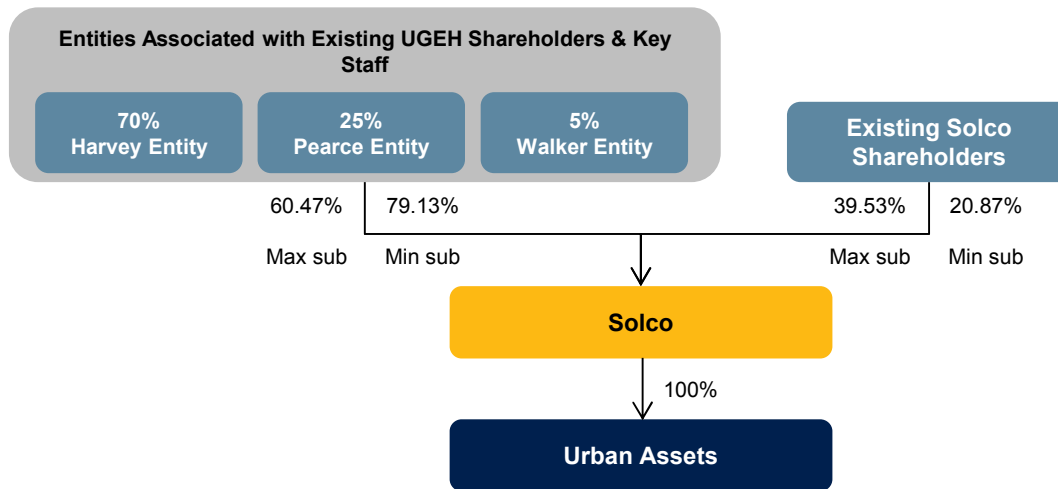 Entities Associated with Existing UGEH Shareholders & Key
Staff
70%
Harvey Entity
25%
Pearce Entity
5%
Walker Entity
Existing Solco
Shareholders
60.47%
79.13%
Max sub
Min sub
39.53%
20.87%
Max sub
Min sub
Solco
100%
Urban Assets